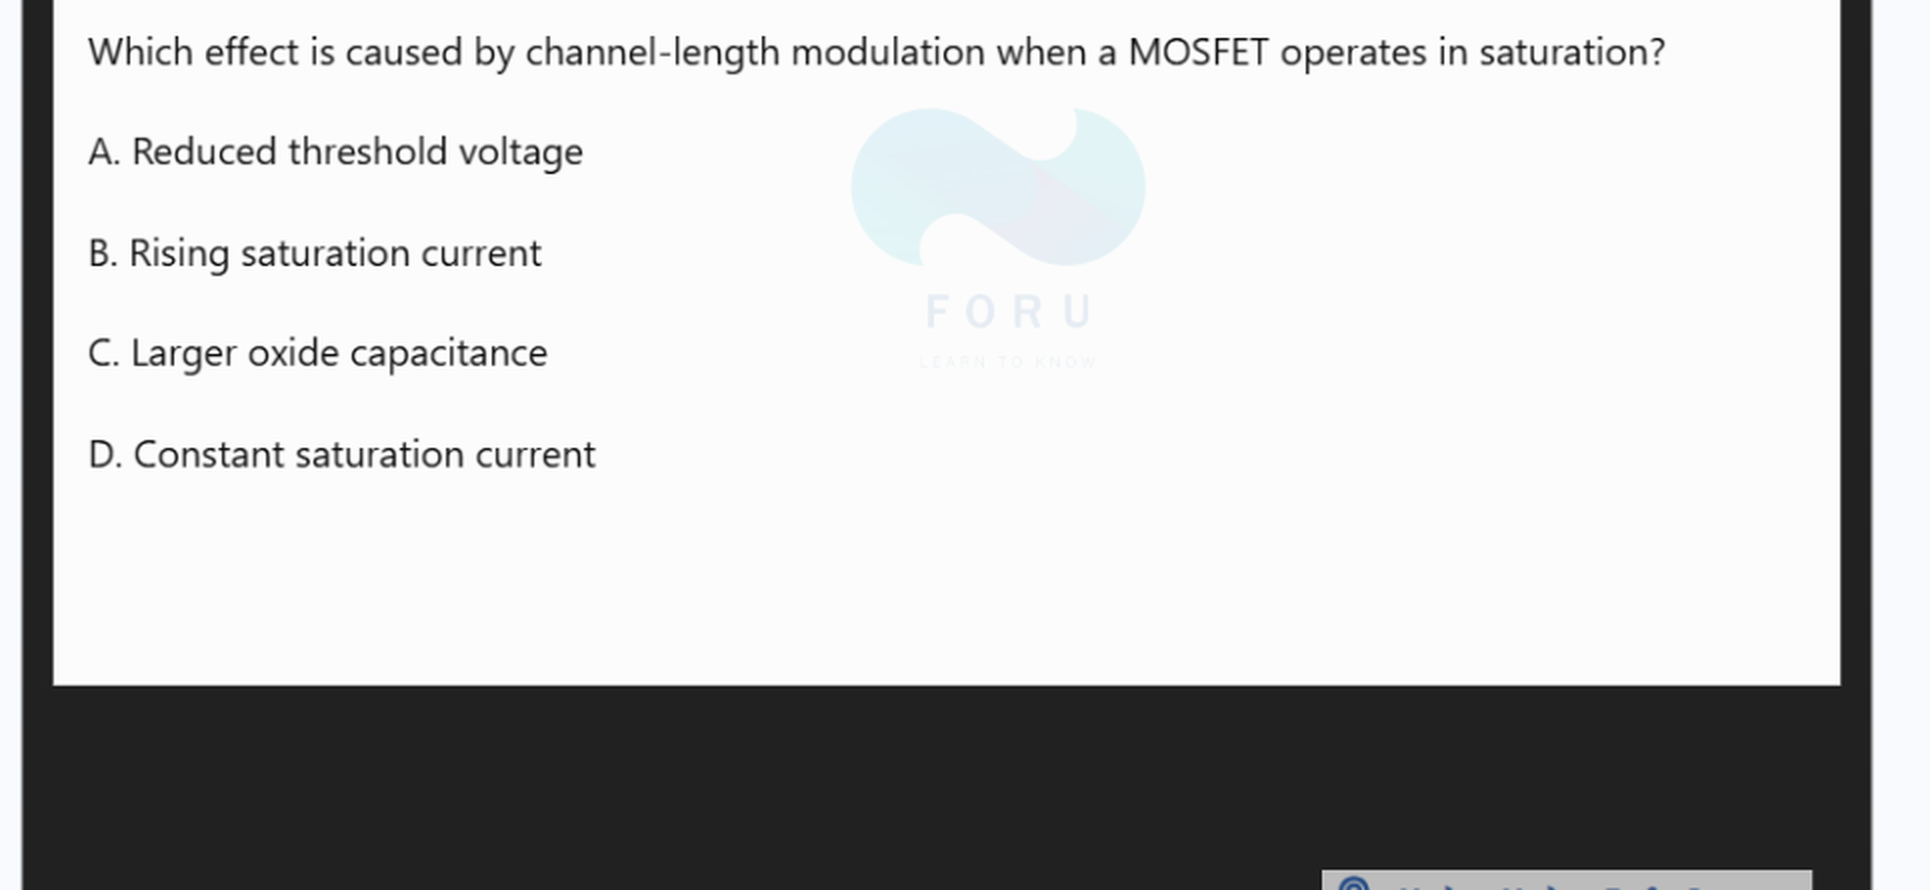 Which effect is caused by channel-length modulation when a MOSFET operates in saturation?
A. Reduced threshold voltage
B. Rising saturation current
FORU
C. Larger oxide capacitance
LEARN TO KNOW
D. Constant saturation current